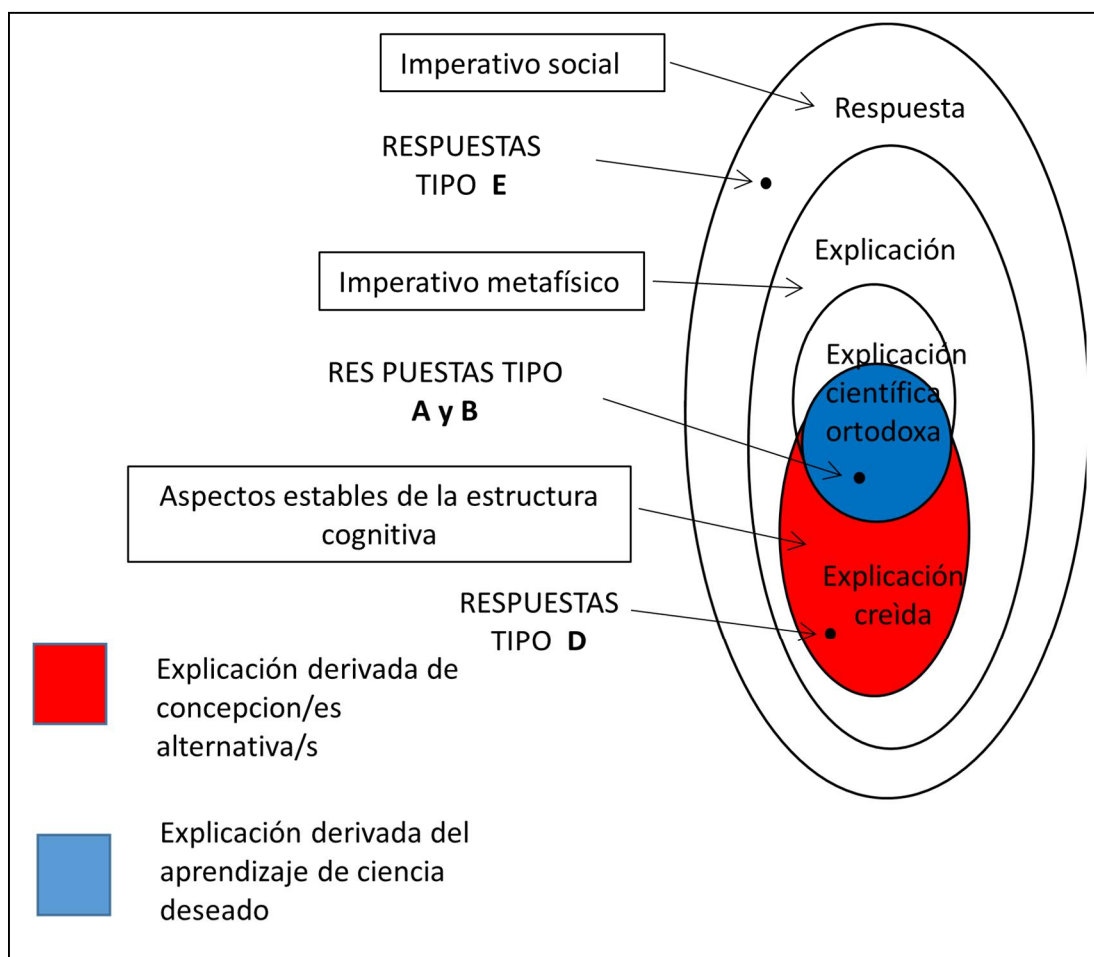 Imperativo social
Respuesta
RESPUESTAS
TIPO E
Explicación
Imperativo metafísico
Explicación
científica
ortodoxa
RES PUESTAS TIPO
A y B
Aspectos estables de la estructura
cognitiva
Explicación
creìda
RESPUESTAS
TIPO D
Explicación derivada de
concepcion/es
alternativa/s
Explicación derivada del
aprendizaje de ciencia
deseado